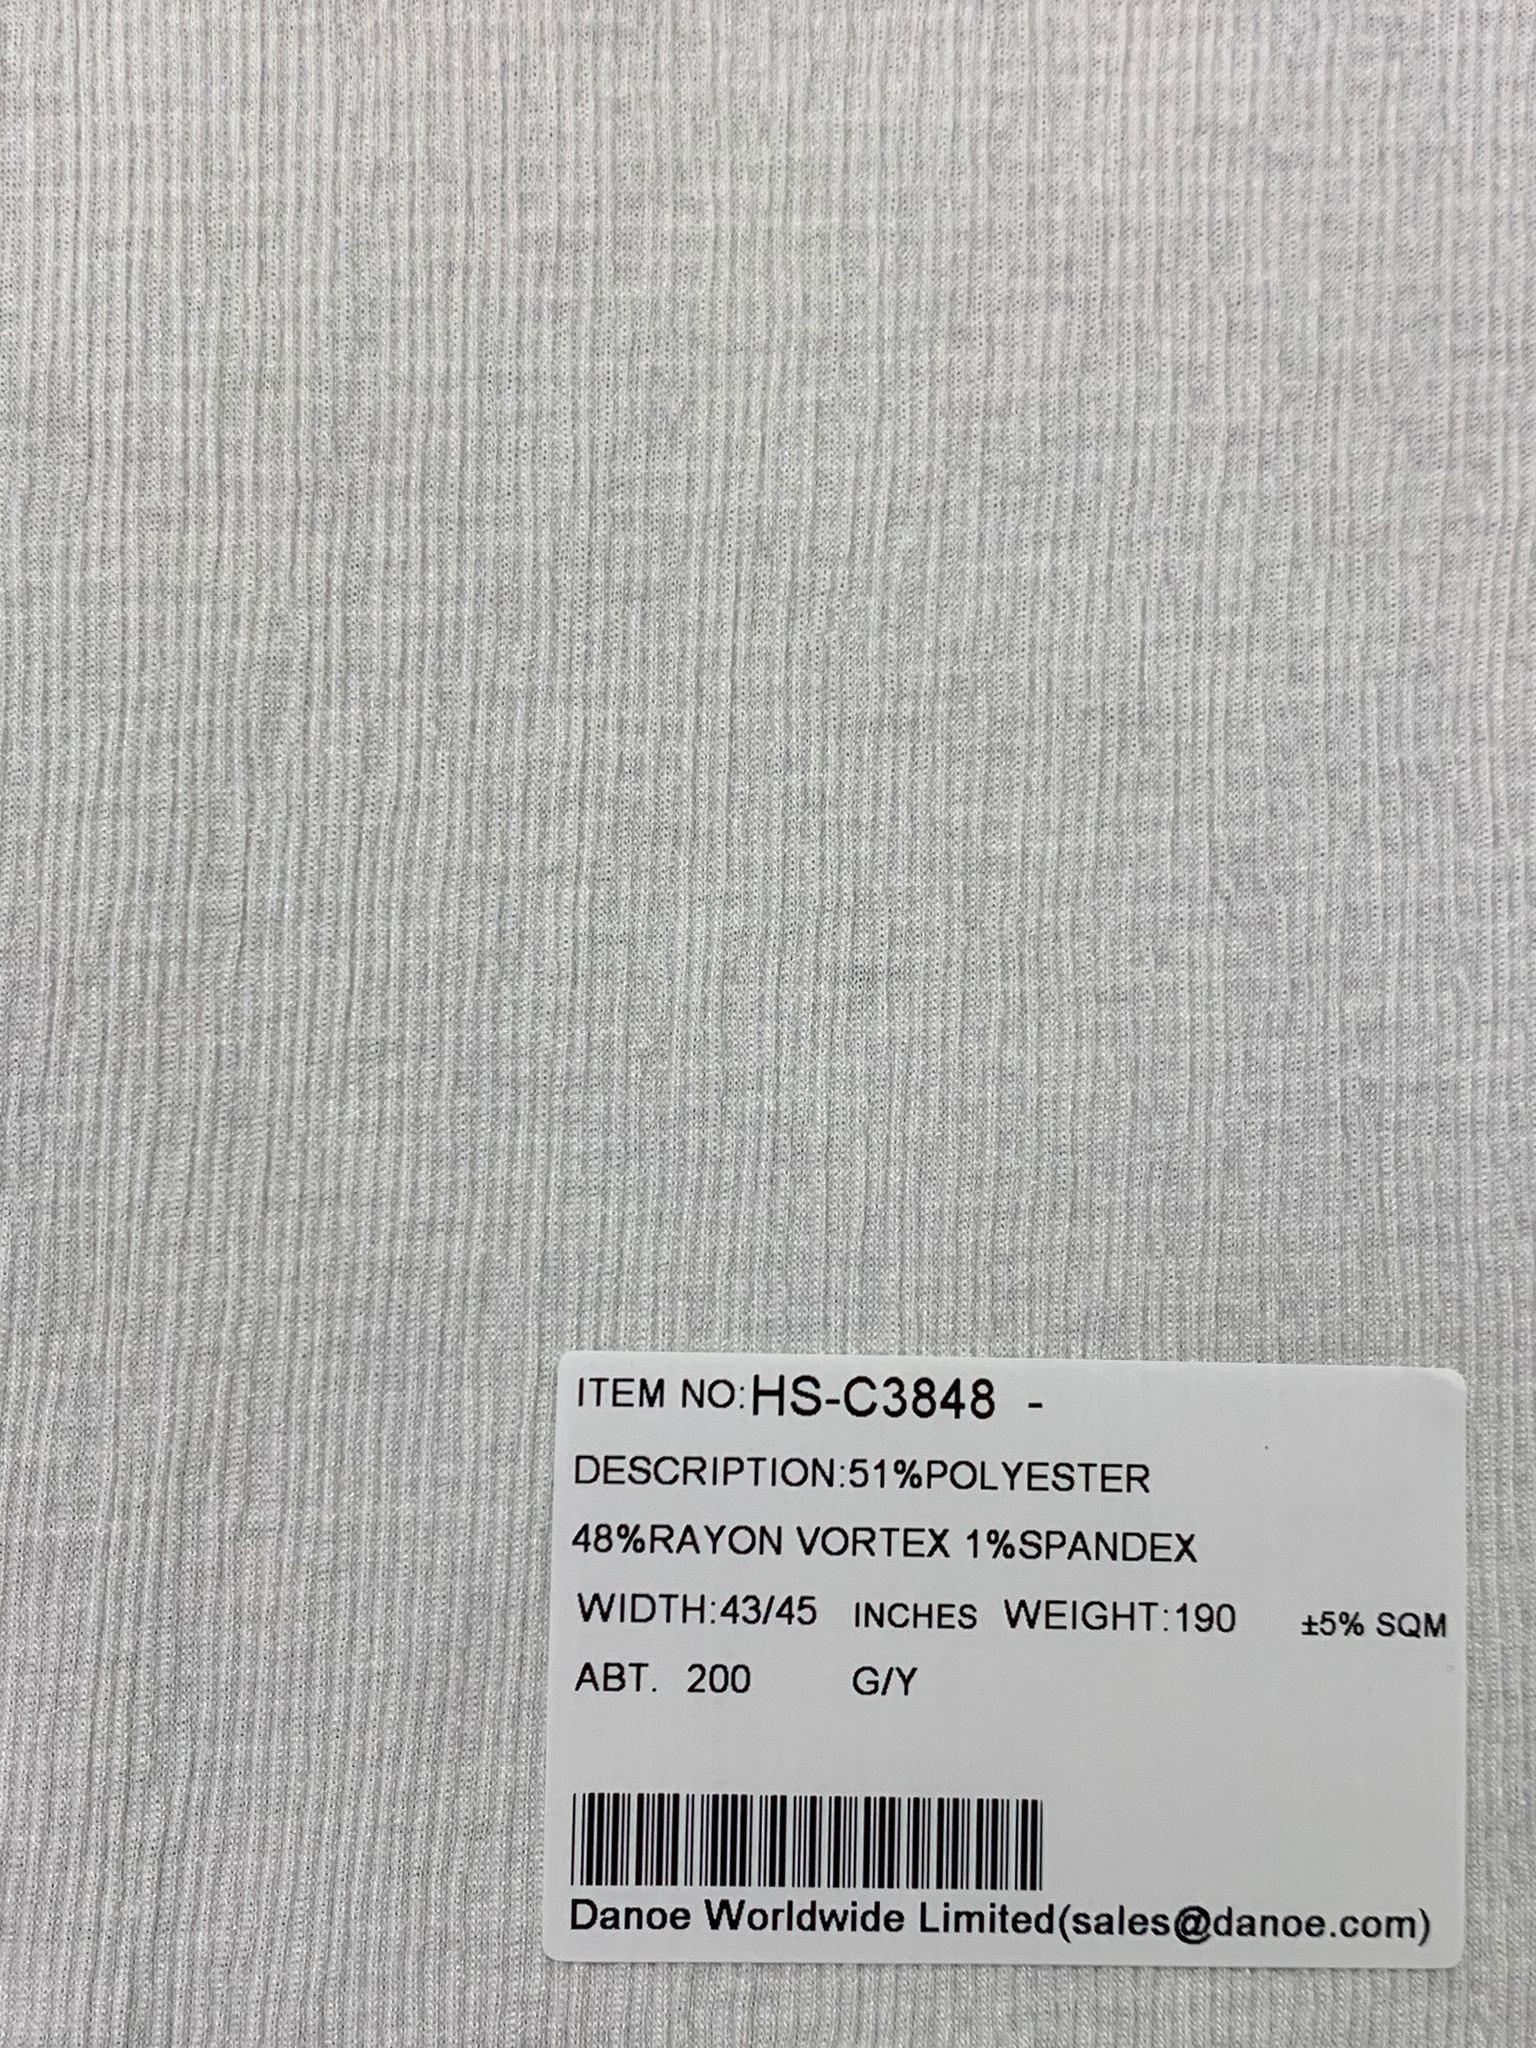 ITEM NO:HS-C3848 -
DESCRIPTION:51%POLYESTER
48%RAYON VORTEX 1%SPANDEX
WIDTH:43/45 INCHES WEIGHT:190 ±5% SQM
ABT. 200 G/Y
Danoe Worldwide Limited(sales@danoe.com)